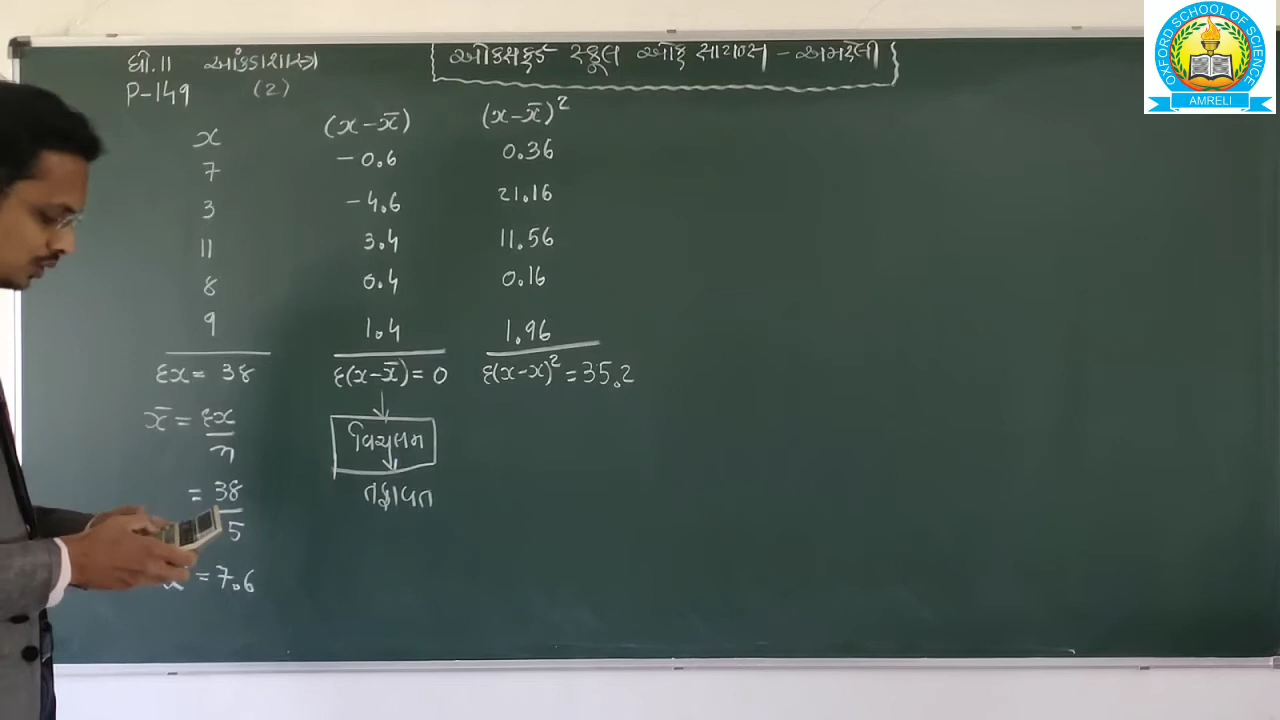 ધો.11 આંકડાશાસ્ત્ર
P-149 (2)
ઓક્સફર્ડ સ્કૂલ ઓફ સાયન્સ - અમરેલી
x (x-x̄) (x-x̄)²
7 -0.6 0.36
3 -4.6 21.16
11 3.4 11.56
8 0.4 0.16
9 1.4 1.96
Σx = 38 Σ(x-x̄) = 0 Σ(x-x)² = 35.2
x̄ = Σx/n
વિચલન
તફાવત
= 38/5
= 7.6
OXFORD SCHOOL OF SCIENCE
AMRELI